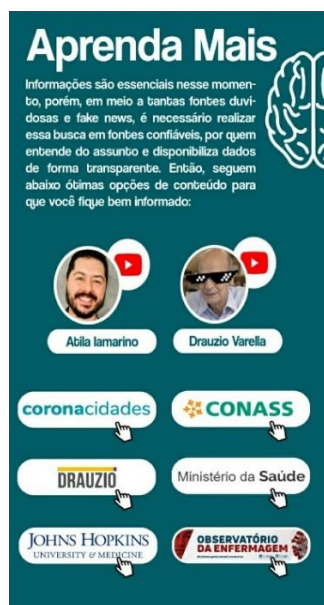 Aprenda Mais
Informações são essenciais nesse momen-
to, porém, em meio a tantas fontes duvi-
dosas e fake news, é necessário realizar
essa busca em fontes confiáveis, por quem
entende do assunto e disponibiliza dados
de forma transparente. Então, seguem
abaixo ótimas opções de conteúdo para
que você fique bem informado:
Atila Iamarino
Drauzio Varella
coronacidades
CONASS
DRAUZIO
Ministério da Saúde
JOHNS HOPKINS
UNIVERSITY & MEDICINE
OBSERVATÓRIO
DA ENFERMAGEM